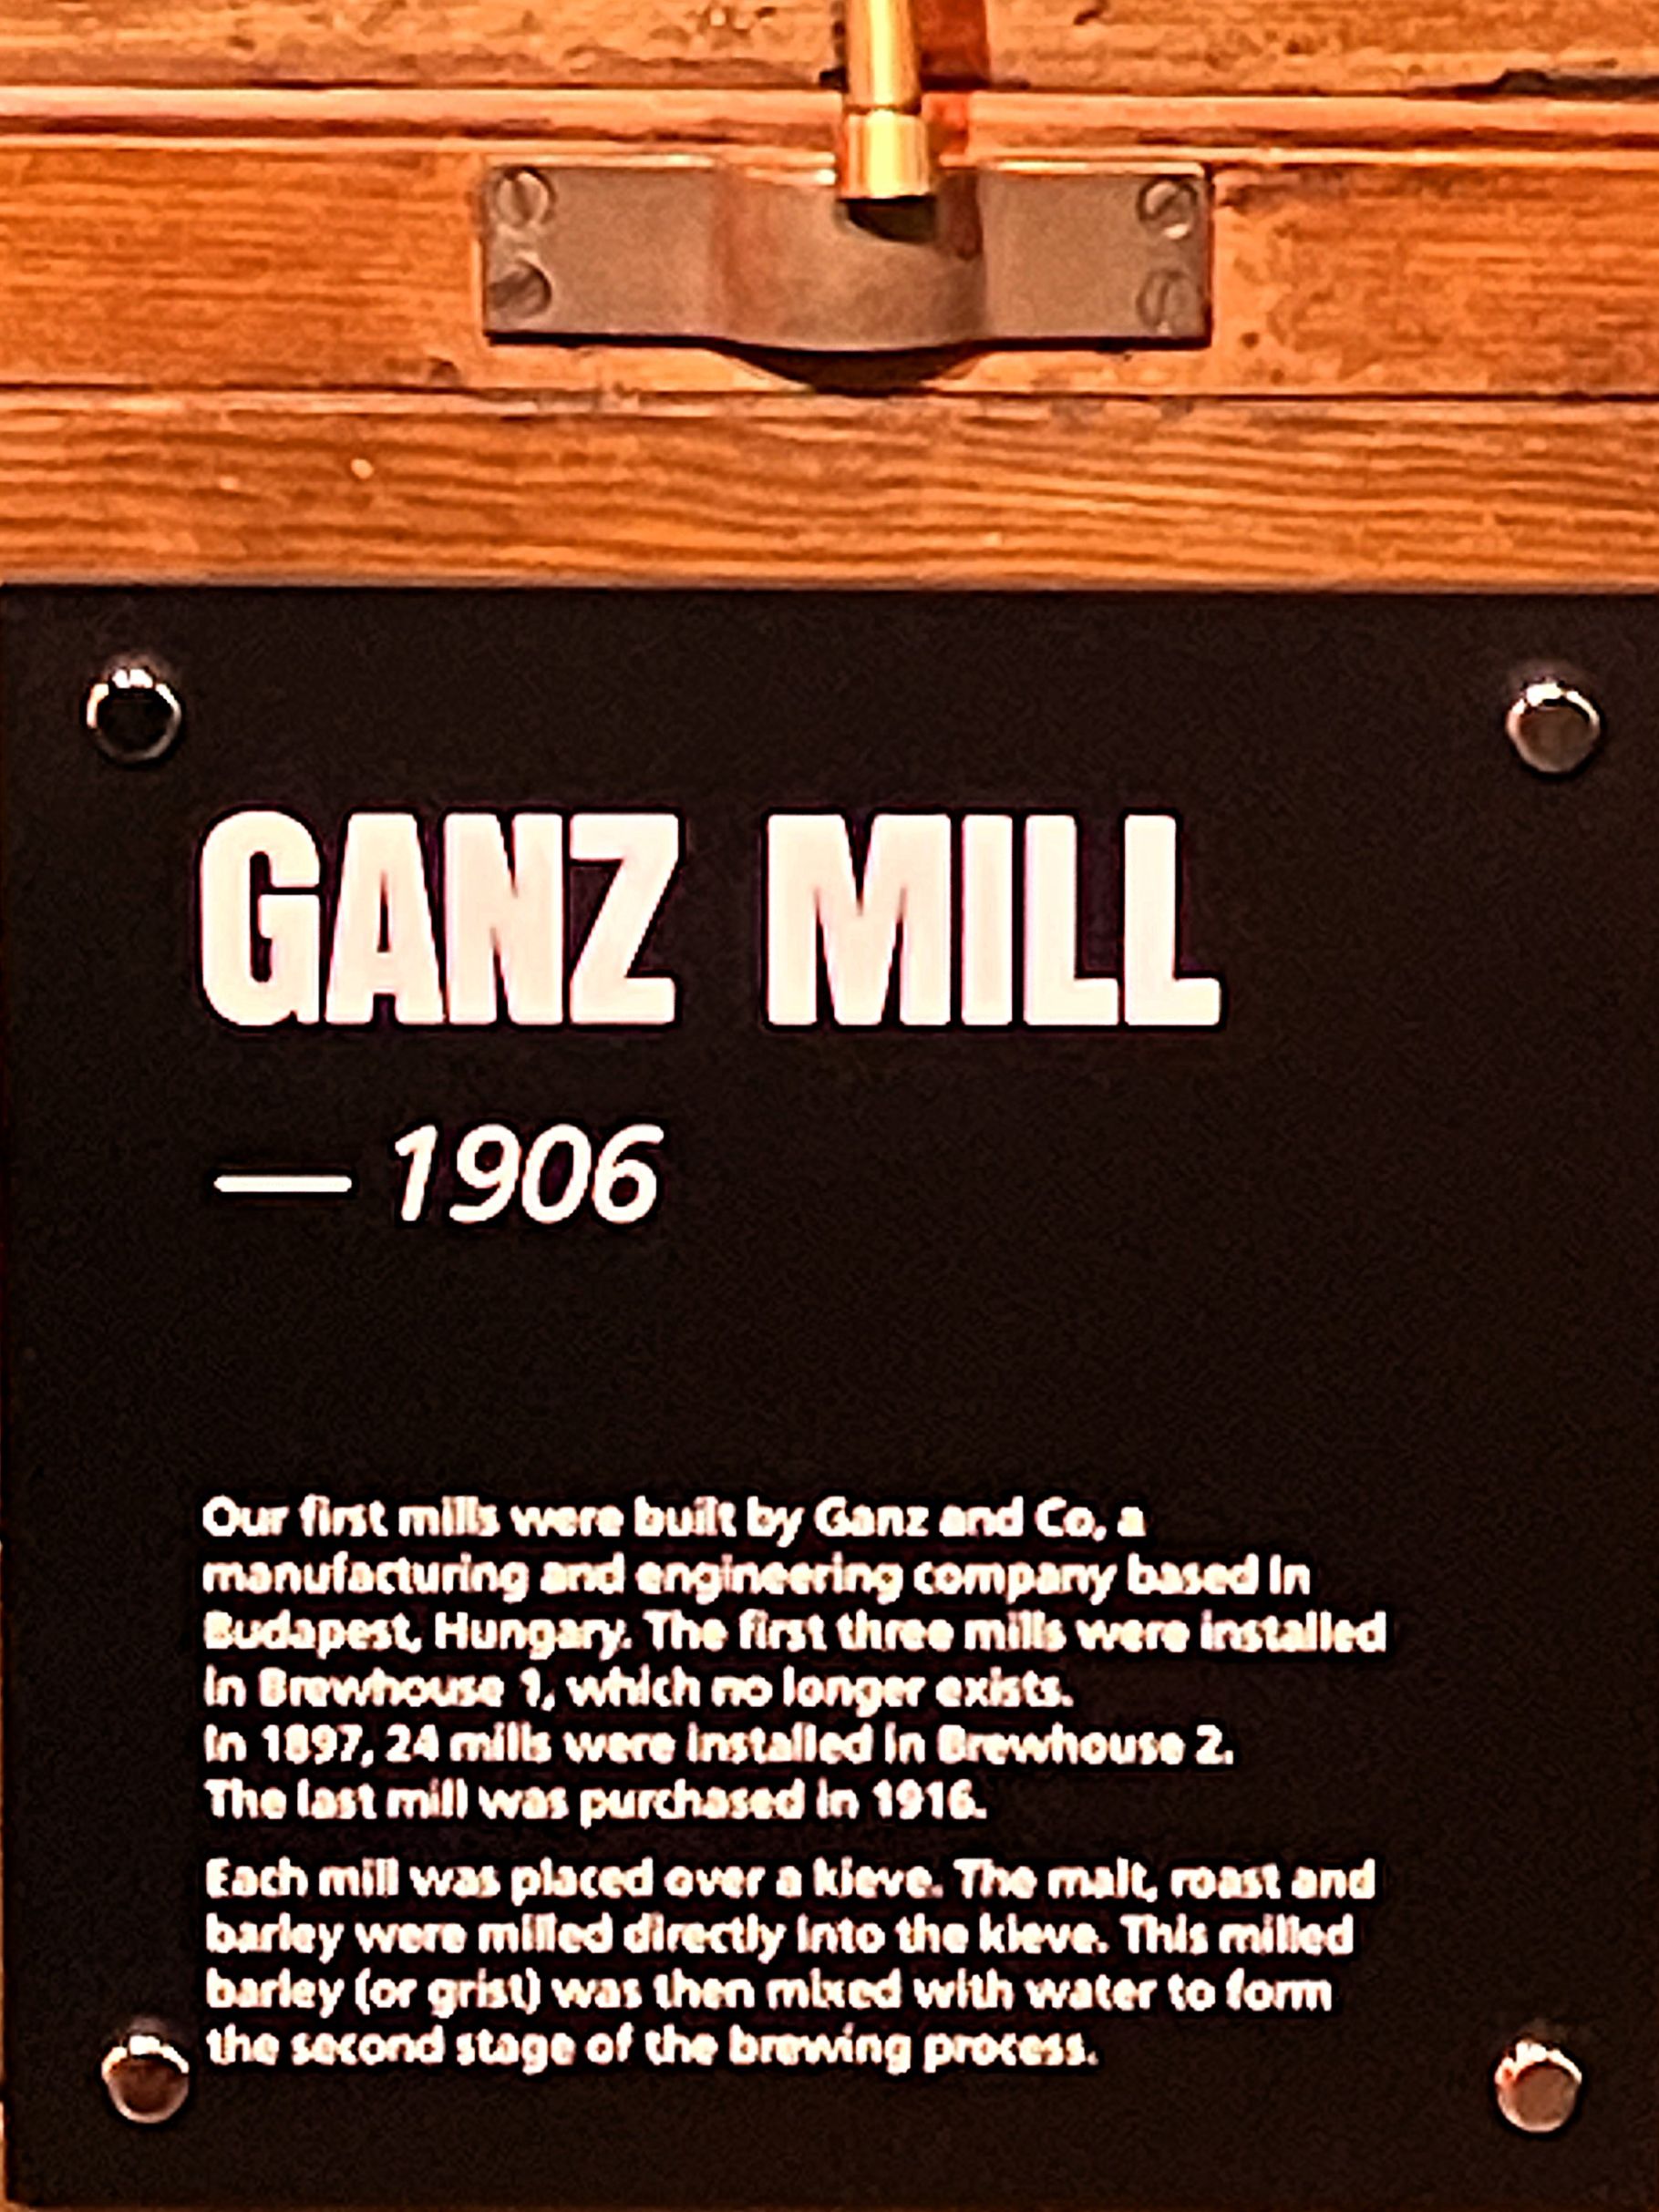 GANZ MILL
— 1906
Our first mills were built by Ganz and Co, a
manufacturing and engineering company based in
Budapest, Hungary. The first three mills were installed
in Brewhouse 1, which no longer exists.
In 1897, 24 mills were installed in Brewhouse 2.
The last mill was purchased in 1916.
Each mill was placed over a kieve. The malt, roast and
barley were milled directly into the kieve. This milled
barley (or grist) was then mixed with water to form
the second stage of the brewing process.